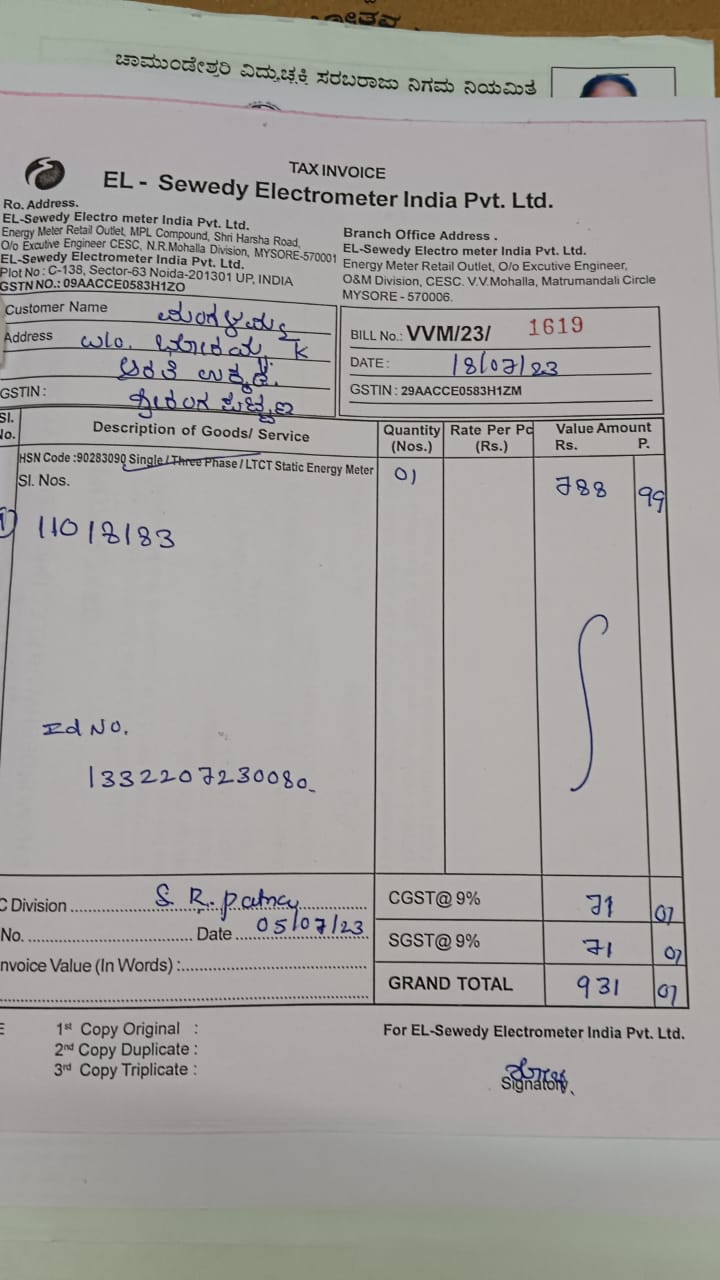 ಚಾಮುಂಡೇಶ್ವರಿ ವಿದ್ಯುಚ್ಛಕ್ತಿ ಸರಬರಾಜು ನಿಗಮ ನಿಯಮಿತ
TAX INVOICE
EL - Sewedy Electrometer India Pvt. Ltd.
Ro. Address.
EL-Sewedy Electro meter India Pvt. Ltd.
Energy Meter Retail Outlet, MPL Compound, Shri Harsha Road,
O/o Excutive Engineer CESC, N.R.Mohalla Division, MYSORE-570001
EL-Sewedy Electrometer India Pvt. Ltd.
Plot No : C-138, Sector-63 Noida-201301 UP, INDIA
GSTN NO.: 09AACCE0583H1ZO
Branch Office Address .
EL-Sewedy Electro meter India Pvt. Ltd.
Energy Meter Retail Outlet, O/o Excutive Engineer,
O&M Division, CESC. V.V.Mohalla, Matrumandali Circle
MYSORE - 570006.
Customer Name
Address W/o. K
GSTIN :
BILL No.: VVM/23/ 1619
DATE : 18/07/23
GSTIN : 29AACCE0583H1ZM
Sl. No. Description of Goods/ Service Quantity (Nos.) Rate Per Pc (Rs.) Value Amount Rs. P.
HSN Code :90283090 Single / Three Phase / LTCT Static Energy Meter 01 788 99
Sl. Nos.
1) 11018183
Id No.
1332207230080
C Division S. R. Patna
No. Date 05/07/23
nvoice Value (In Words) :
CGST@ 9% 71 07
SGST@ 9% 71 07
GRAND TOTAL 931 07
1st Copy Original :
2nd Copy Duplicate :
3rd Copy Triplicate :
For EL-Sewedy Electrometer India Pvt. Ltd.
Signatory